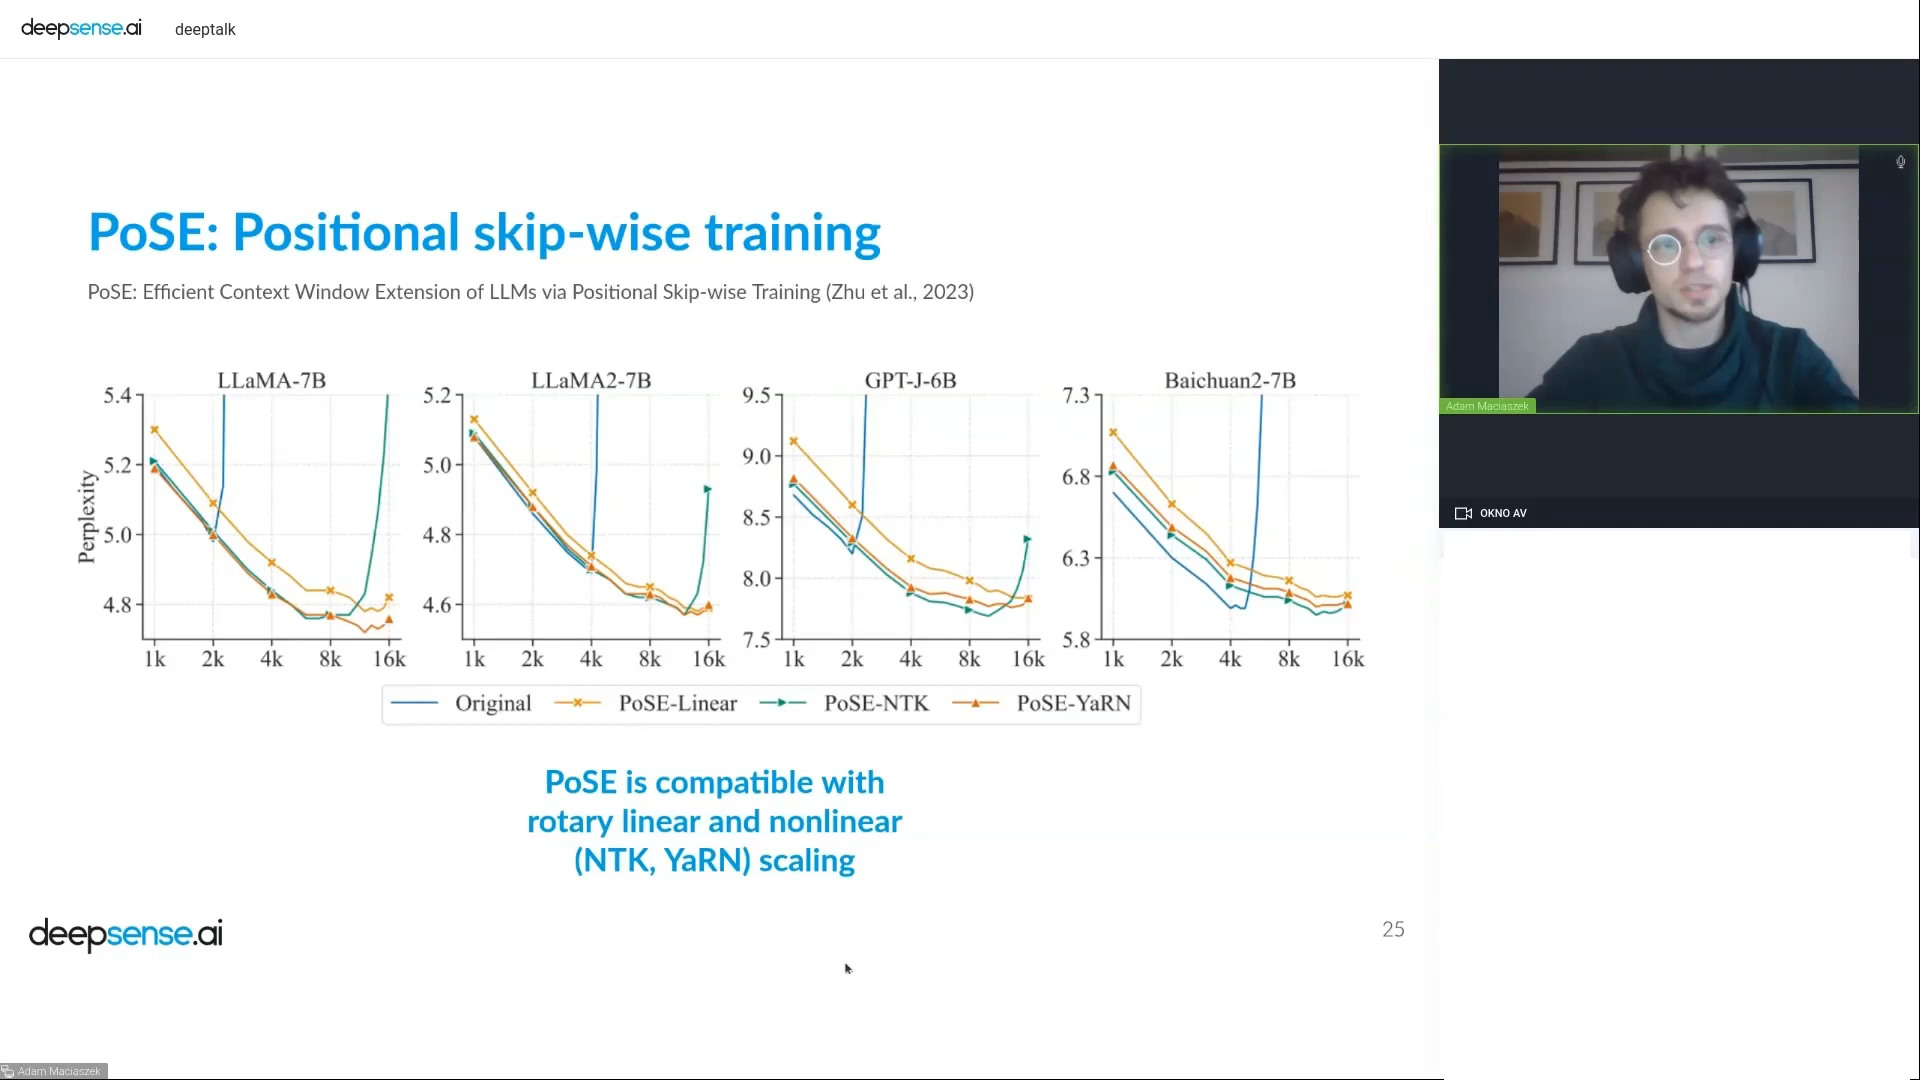 deepsense.ai deeptalk
PoSE: Positional skip-wise training
PoSE: Efficient Context Window Extension of LLMs via Positional Skip-wise Training (Zhu et al., 2023)
LLaMA-7B LLaMA2-7B GPT-J-6B Baichuan2-7B
Perplexity
5.4
5.2
5.0
4.8
1k 2k 4k 8k 16k
5.2
5.0
4.8
4.6
1k 2k 4k 8k 16k
9.5
9.0
8.5
8.0
7.5
1k 2k 4k 8k 16k
7.3
6.8
6.3
5.8
1k 2k 4k 8k 16k
Original PoSE-Linear PoSE-NTK PoSE-YaRN
PoSE is compatible with
rotary linear and nonlinear
(NTK, YaRN) scaling
deepsense.ai
25
Adam Maciaszek
Adam Maciaszek
OKNO AV